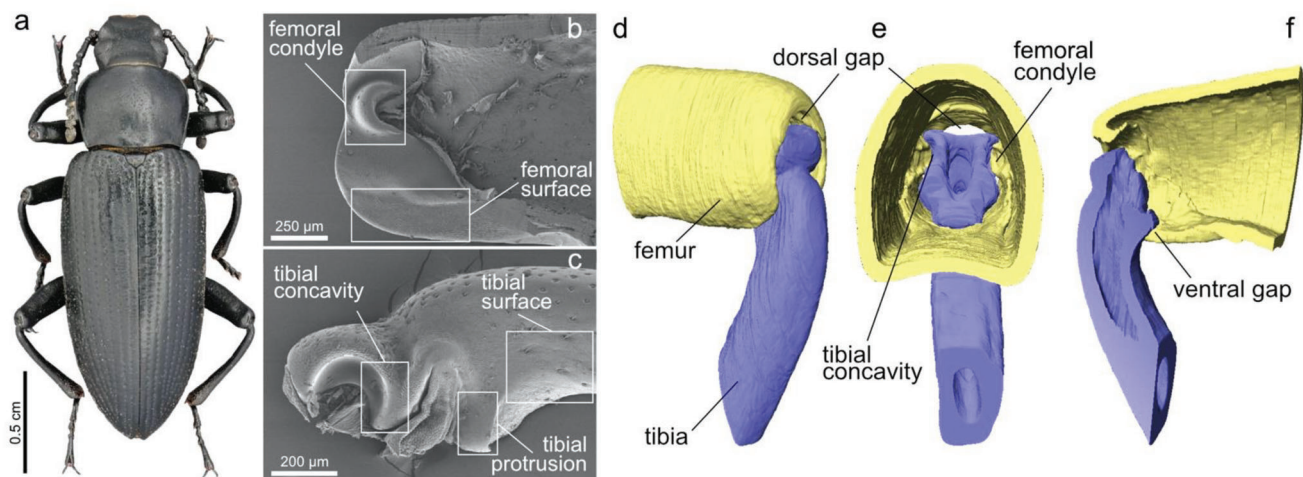 a
0.5 cm
b
femoral
condyle
femoral
surface
250 µm
c
tibial
concavity
tibial
surface
tibial
protrusion
200 µm
d
e
f
dorsal gap
femoral
condyle
femur
ventral gap
tibial
concavity
tibia